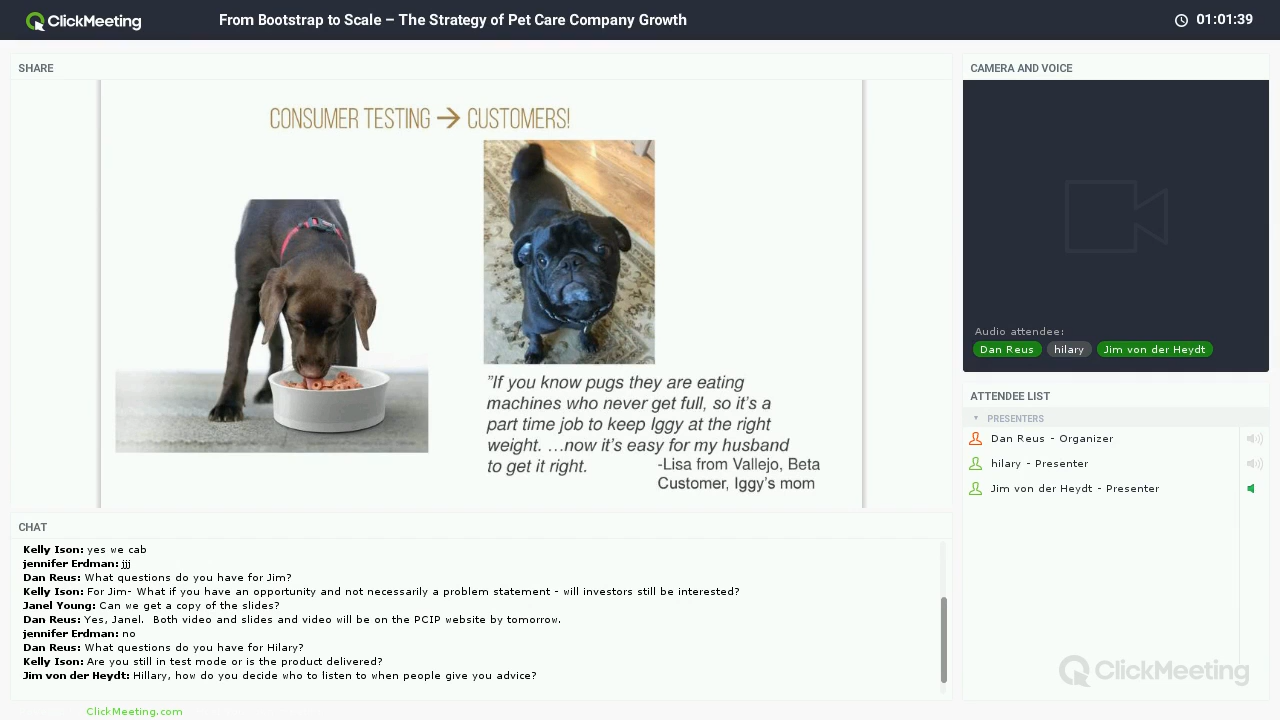 ClickMeeting
From Bootstrap to Scale – The Strategy of Pet Care Company Growth
01:01:39
SHARE
CONSUMER TESTING → CUSTOMERS!
"If you know pugs they are eating
machines who never get full, so it's a
part time job to keep Iggy at the right
weight. ...now it's easy for my husband
to get it right.
-Lisa from Vallejo, Beta
Customer, Iggy's mom
CAMERA AND VOICE
Audio attendee:
Dan Reus hilary Jim von der Heydt
ATTENDEE LIST
PRESENTERS
Dan Reus - Organizer
hilary - Presenter
Jim von der Heydt - Presenter
CHAT
Kelly Ison: yes we cab
jennifer Erdman: jjj
Dan Reus: What questions do you have for Jim?
Kelly Ison: For Jim- What if you have an opportunity and not necessarily a problem statement - will investors still be interested?
Janel Young: Can we get a copy of the slides?
Dan Reus: Yes, Janel.  Both video and slides and video will be on the PCIP website by tomorrow.
jennifer Erdman: no
Dan Reus: What questions do you have for Hilary?
Kelly Ison: Are you still in test mode or is the product delivered?
Jim von der Heydt: Hillary, how do you decide who to listen to when people give you advice?
ClickMeeting
ClickMeeting.com